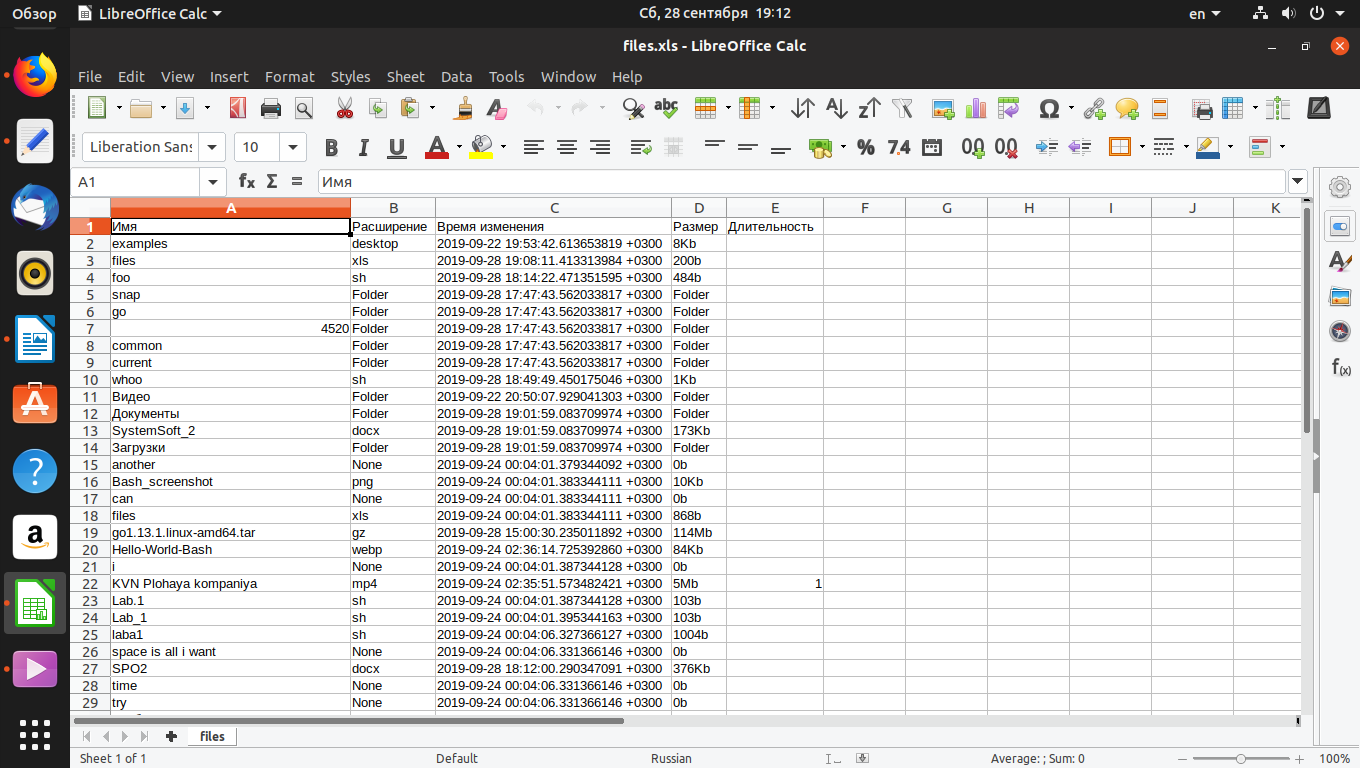 Обзор LibreOffice Calc Сб, 28 сентября 19:12 en
files.xls - LibreOffice Calc
File Edit View Insert Format Styles Sheet Data Tools Window Help
Liberation Sans 10
A1 Имя
A B C D E F G H I J K
1 Имя Расширение Время изменения Размер Длительность
2 examples desktop 2019-09-22 19:53:42.613653819 +0300 8Kb
3 files xls 2019-09-28 19:08:11.413313984 +0300 200b
4 foo sh 2019-09-28 18:14:22.471351595 +0300 484b
5 snap Folder 2019-09-28 17:47:43.562033817 +0300 Folder
6 go Folder 2019-09-28 17:47:43.562033817 +0300 Folder
7 4520 Folder 2019-09-28 17:47:43.562033817 +0300 Folder
8 common Folder 2019-09-28 17:47:43.562033817 +0300 Folder
9 current Folder 2019-09-28 17:47:43.562033817 +0300 Folder
10 whoo sh 2019-09-28 18:49:49.450175046 +0300 1Kb
11 Видео Folder 2019-09-22 20:50:07.929041303 +0300 Folder
12 Документы Folder 2019-09-28 19:01:59.083709974 +0300 Folder
13 SystemSoft_2 docx 2019-09-28 19:01:59.083709974 +0300 173Kb
14 Загрузки Folder 2019-09-28 19:01:59.083709974 +0300 Folder
15 another None 2019-09-24 00:04:01.379344092 +0300 0b
16 Bash_screenshot png 2019-09-24 00:04:01.383344111 +0300 10Kb
17 can None 2019-09-24 00:04:01.383344111 +0300 0b
18 files xls 2019-09-24 00:04:01.383344111 +0300 868b
19 go1.13.1.linux-amd64.tar gz 2019-09-28 15:00:30.235011892 +0300 114Mb
20 Hello-World-Bash webp 2019-09-24 02:36:14.725392860 +0300 84Kb
21 i None 2019-09-24 00:04:01.387344128 +0300 0b
22 KVN Plohaya kompaniya mp4 2019-09-24 02:35:51.573482421 +0300 5Mb 1
23 Lab.1 sh 2019-09-24 00:04:01.387344128 +0300 103b
24 Lab_1 sh 2019-09-24 00:04:01.395344163 +0300 103b
25 laba1 sh 2019-09-24 00:04:06.327366127 +0300 1004b
26 space is all i want None 2019-09-24 00:04:06.331366146 +0300 0b
27 SPO2 docx 2019-09-28 18:12:00.290347091 +0300 376Kb
28 time None 2019-09-24 00:04:06.331366146 +0300 0b
29 try None 2019-09-24 00:04:06.331366146 +0300 0b
files
Sheet 1 of 1 Default Russian Average: ; Sum: 0 100%